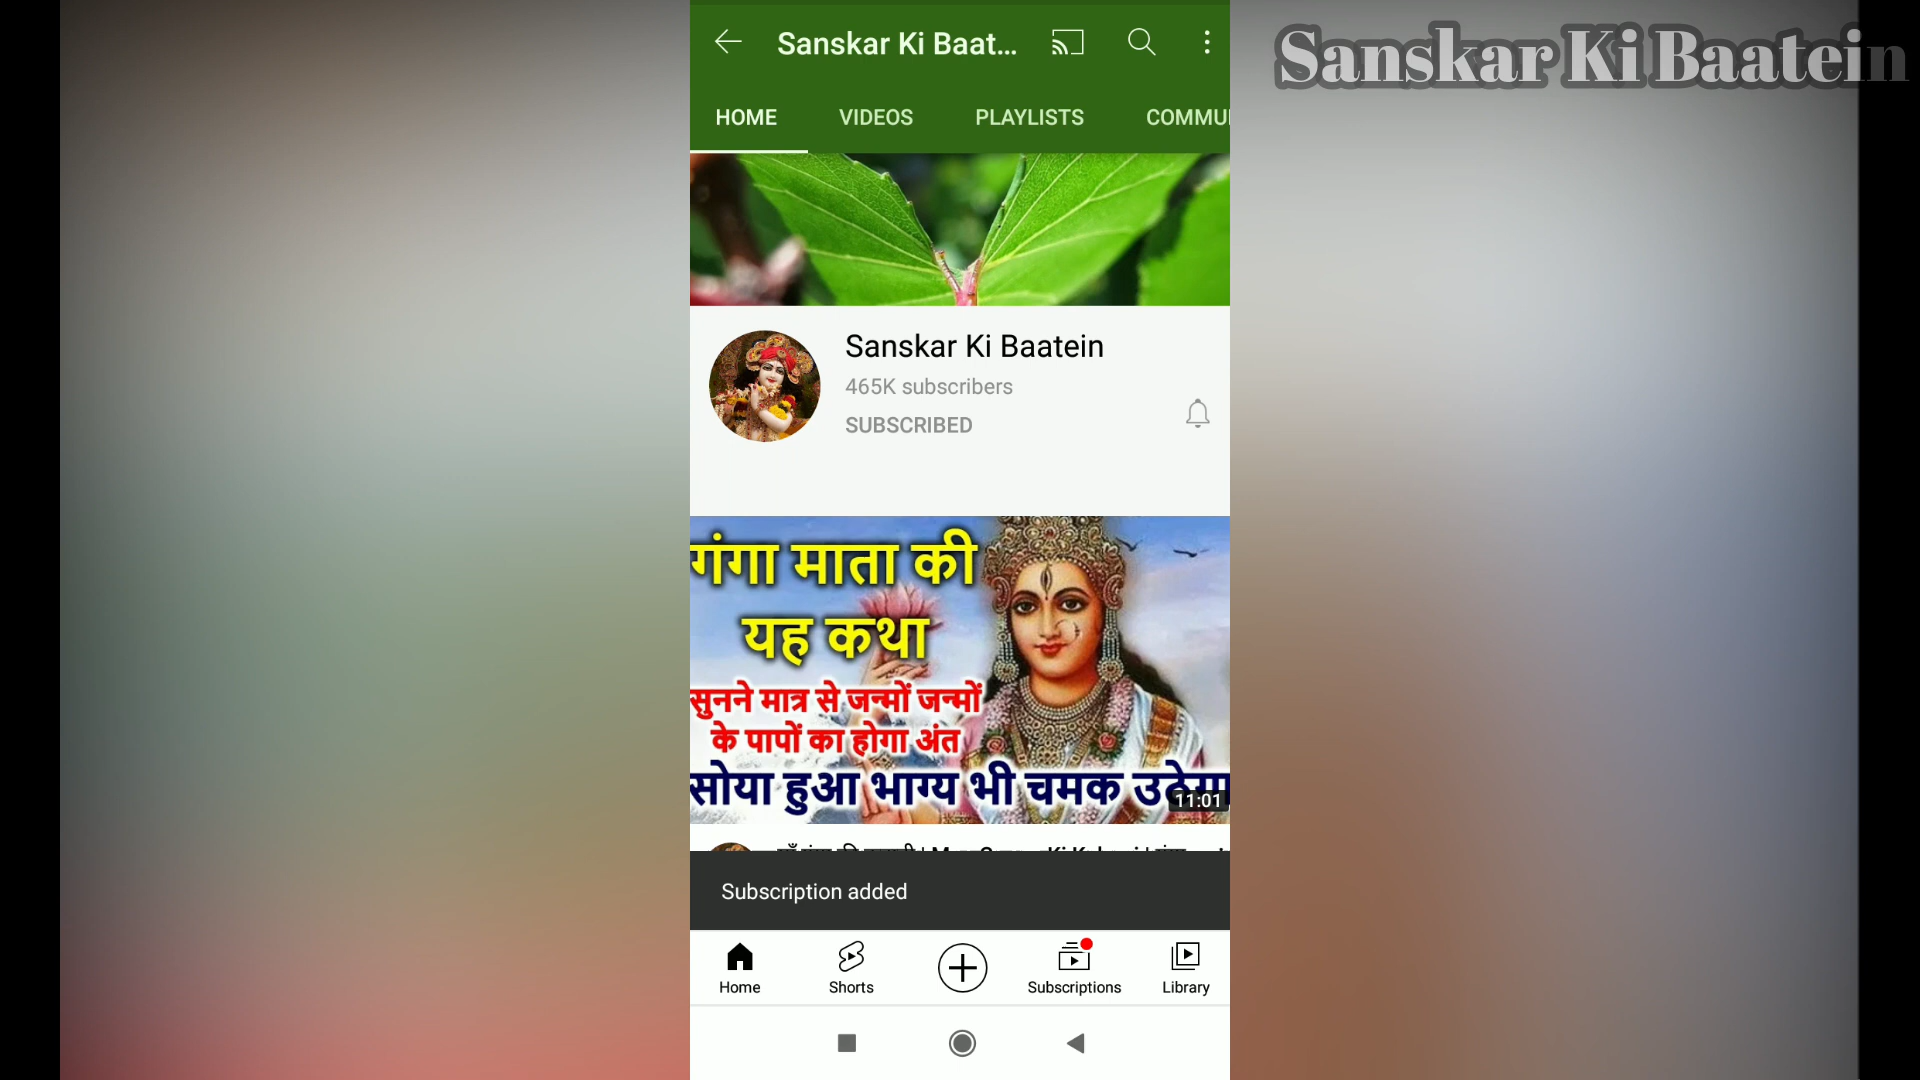 Sanskar Ki Baatein
Sanskar Ki Baat...
HOME VIDEOS PLAYLISTS COMMU
Sanskar Ki Baatein
465K subscribers
SUBSCRIBED
गंगा माता की
यह कथा
सुनने मात्र से जन्मों जन्मों
के पापों का होगा अंत
सोया हुआ भाग्य भी चमक उठेगा
11:01
Subscription added
Home Shorts Subscriptions Library